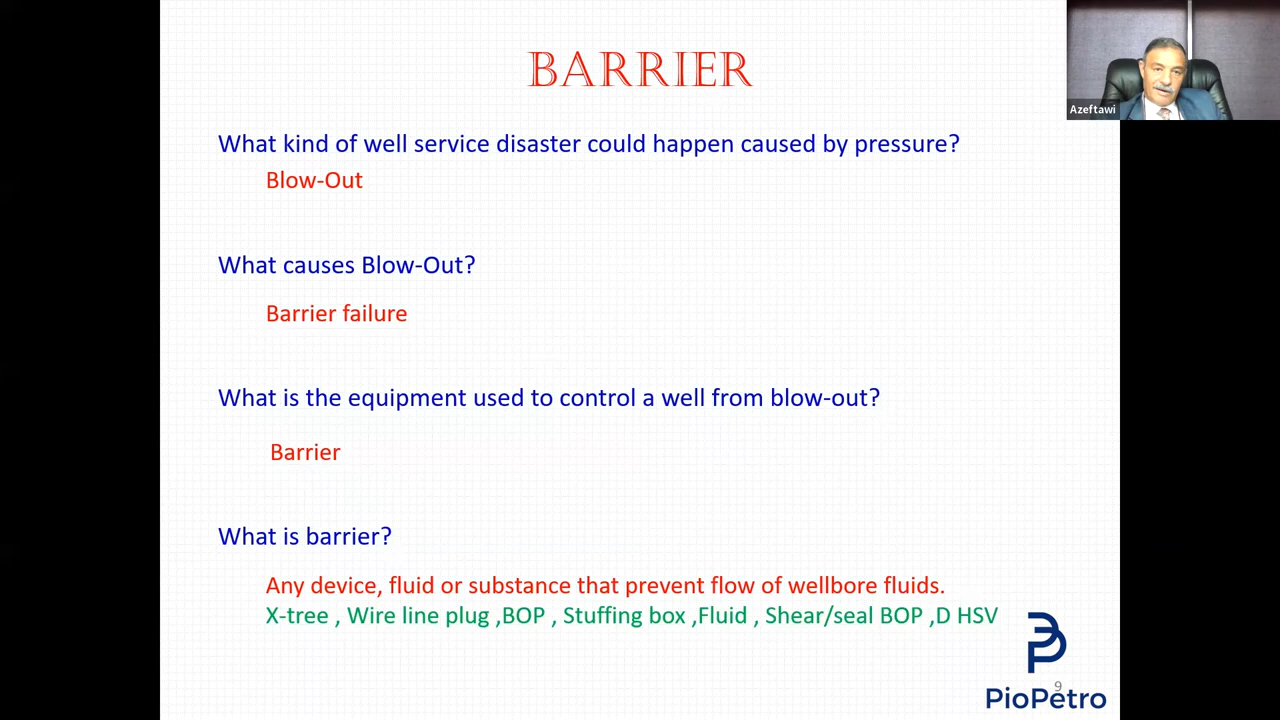 BARRIER
Azeftawi
What kind of well service disaster could happen caused by pressure?
Blow-Out
What causes Blow-Out?
Barrier failure
What is the equipment used to control a well from blow-out?
Barrier
What is barrier?
Any device, fluid or substance that prevent flow of wellbore fluids.
X-tree , Wire line plug ,BOP , Stuffing box ,Fluid , Shear/seal BOP ,D HSV
9
PioPetro